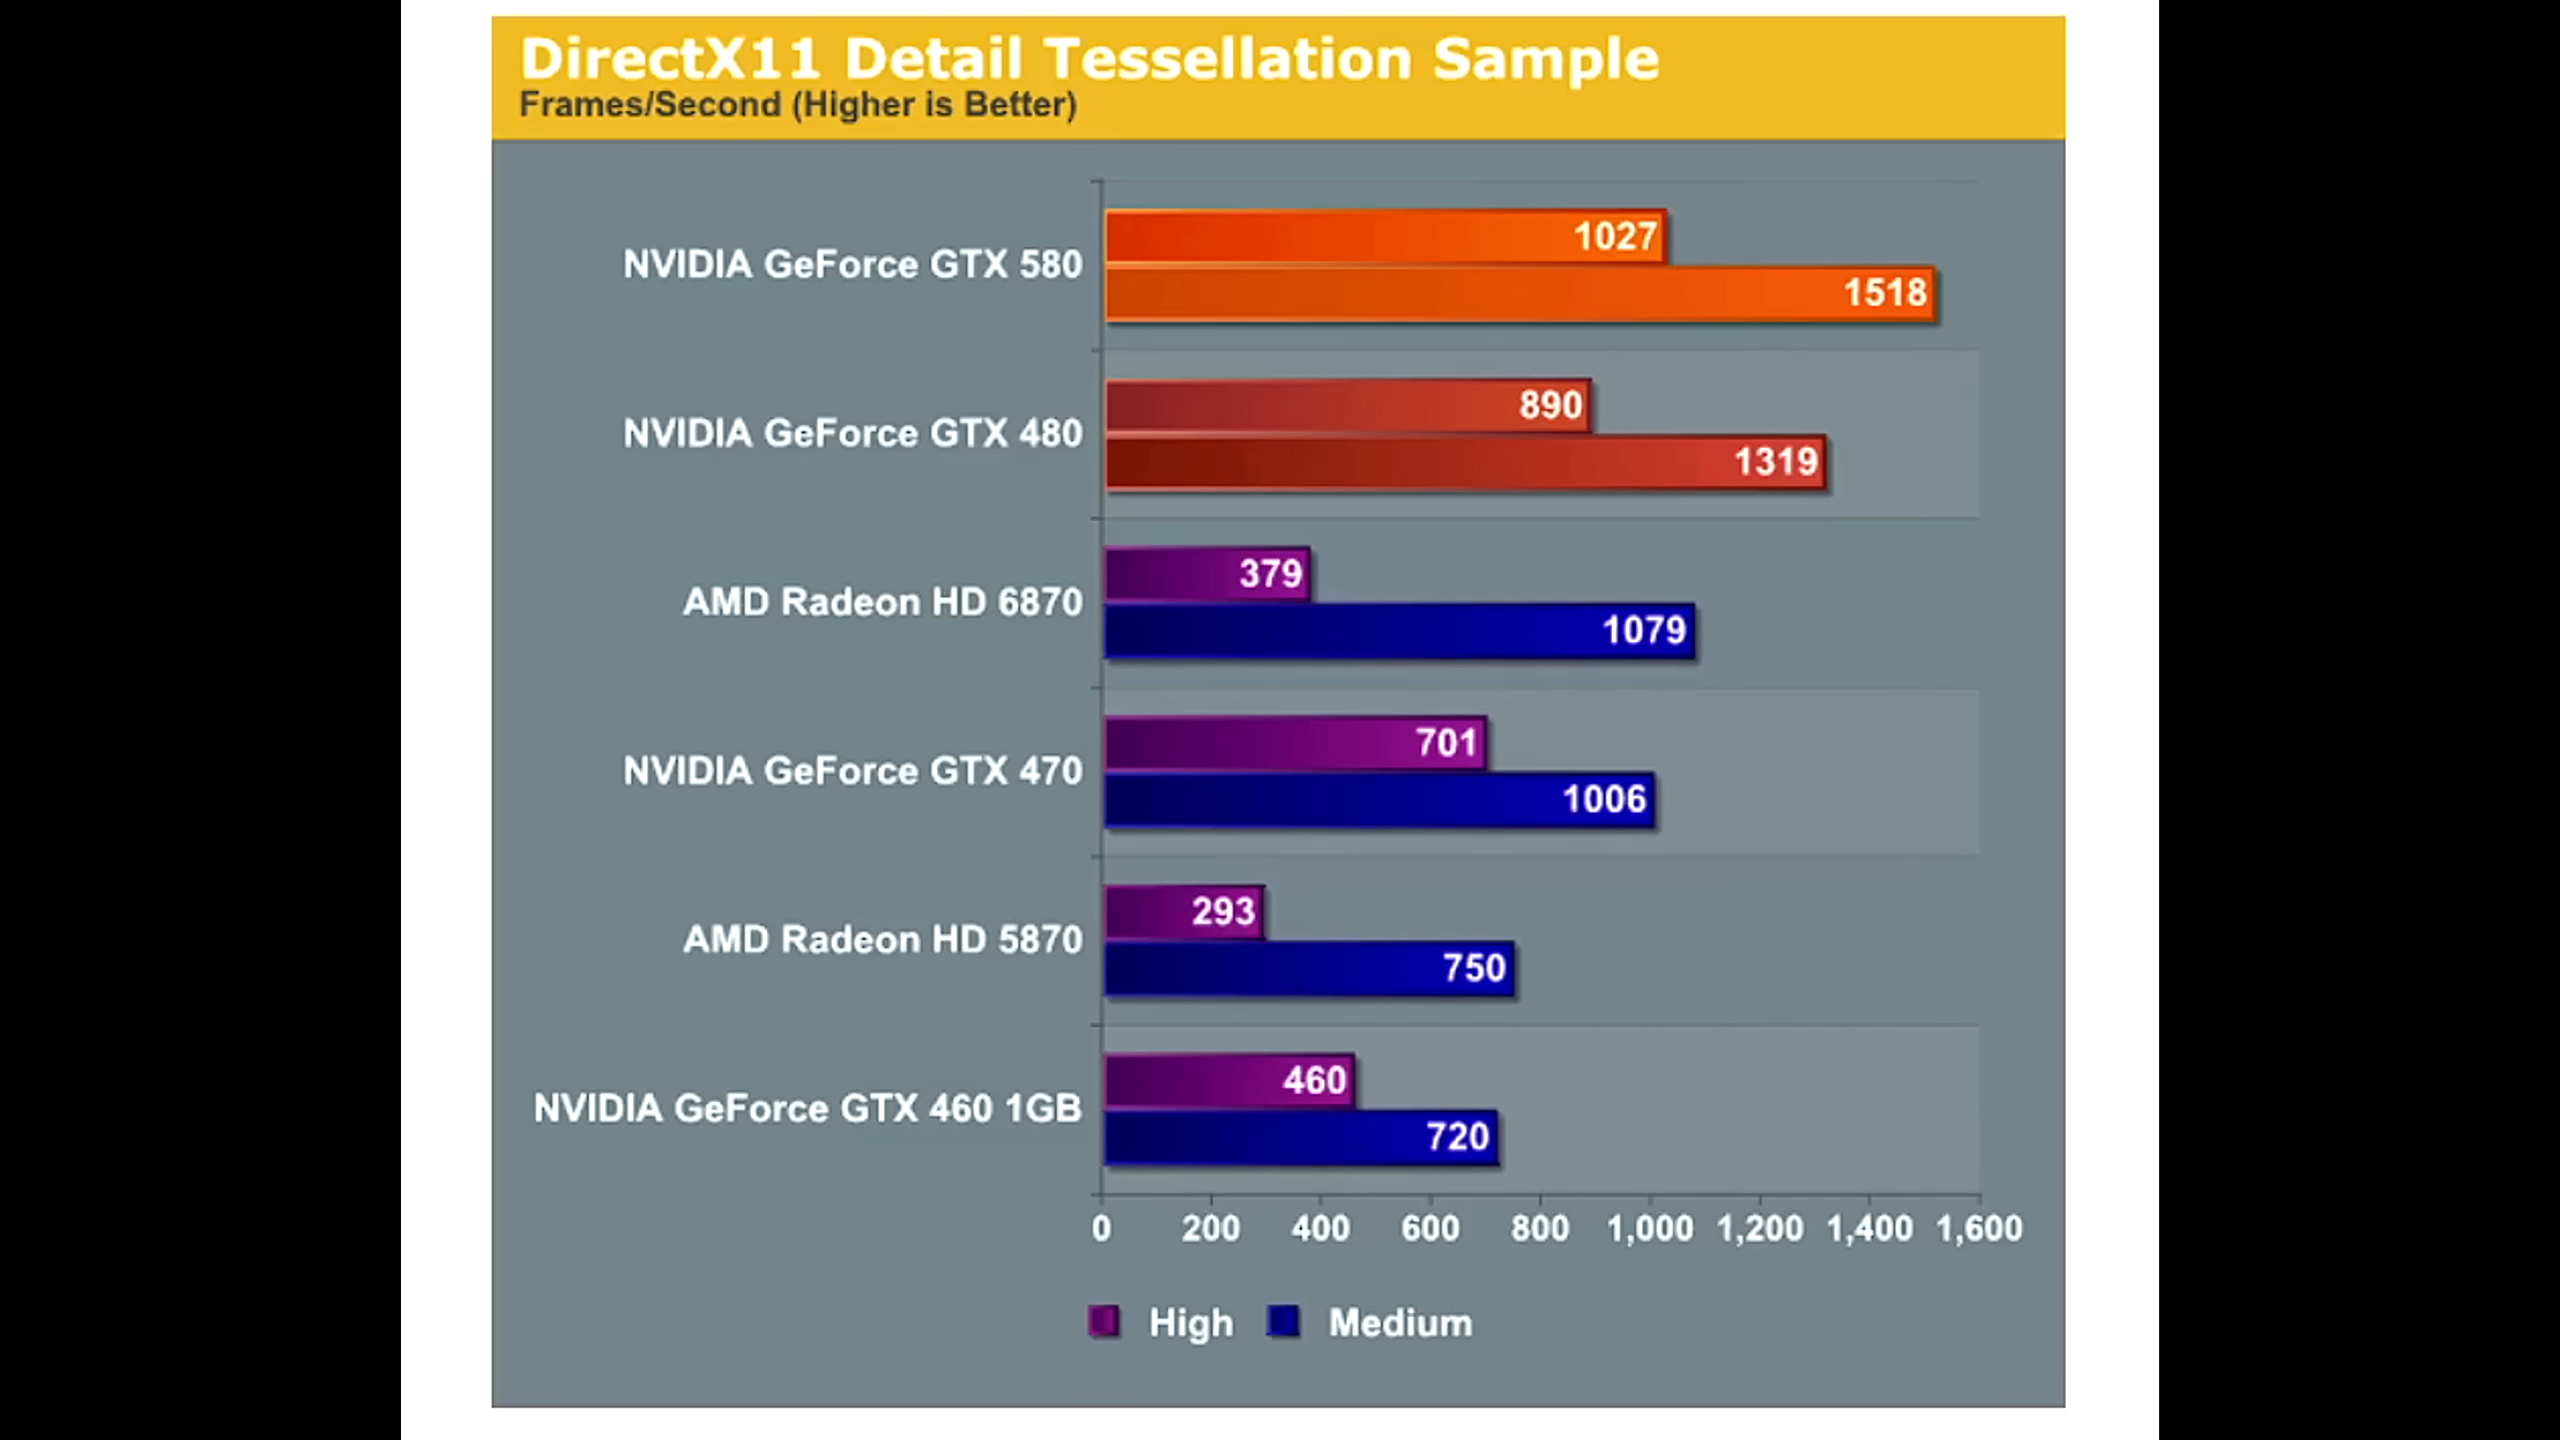 DirectX11 Detail Tessellation Sample
Frames/Second (Higher is Better)
NVIDIA GeForce GTX 580
1027
1518
NVIDIA GeForce GTX 480
890
1319
AMD Radeon HD 6870
379
1079
NVIDIA GeForce GTX 470
701
1006
AMD Radeon HD 5870
293
750
NVIDIA GeForce GTX 460 1GB
460
720
0 200 400 600 800 1,000 1,200 1,400 1,600
High Medium